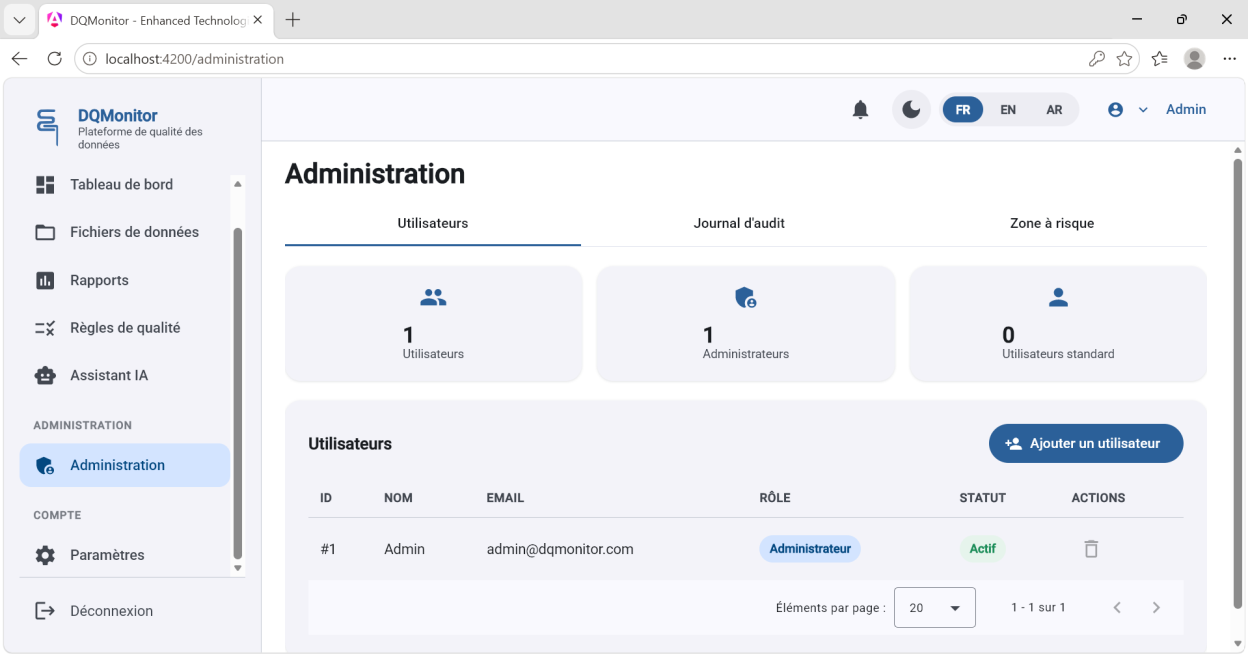 DQMonitor - Enhanced Technolog
localhost:4200/administration
DQMonitor
Plateforme de qualité des
données
FR EN AR Admin
Tableau de bord
Fichiers de données
Rapports
Règles de qualité
Assistant IA
ADMINISTRATION
Administration
COMPTE
Paramètres
Déconnexion
Administration
Utilisateurs Journal d'audit Zone à risque
1
Utilisateurs
1
Administrateurs
0
Utilisateurs standard
Utilisateurs
Ajouter un utilisateur
ID NOM EMAIL RÔLE STATUT ACTIONS
#1 Admin admin@dqmonitor.com Administrateur Actif
Éléments par page : 20 1 - 1 sur 1